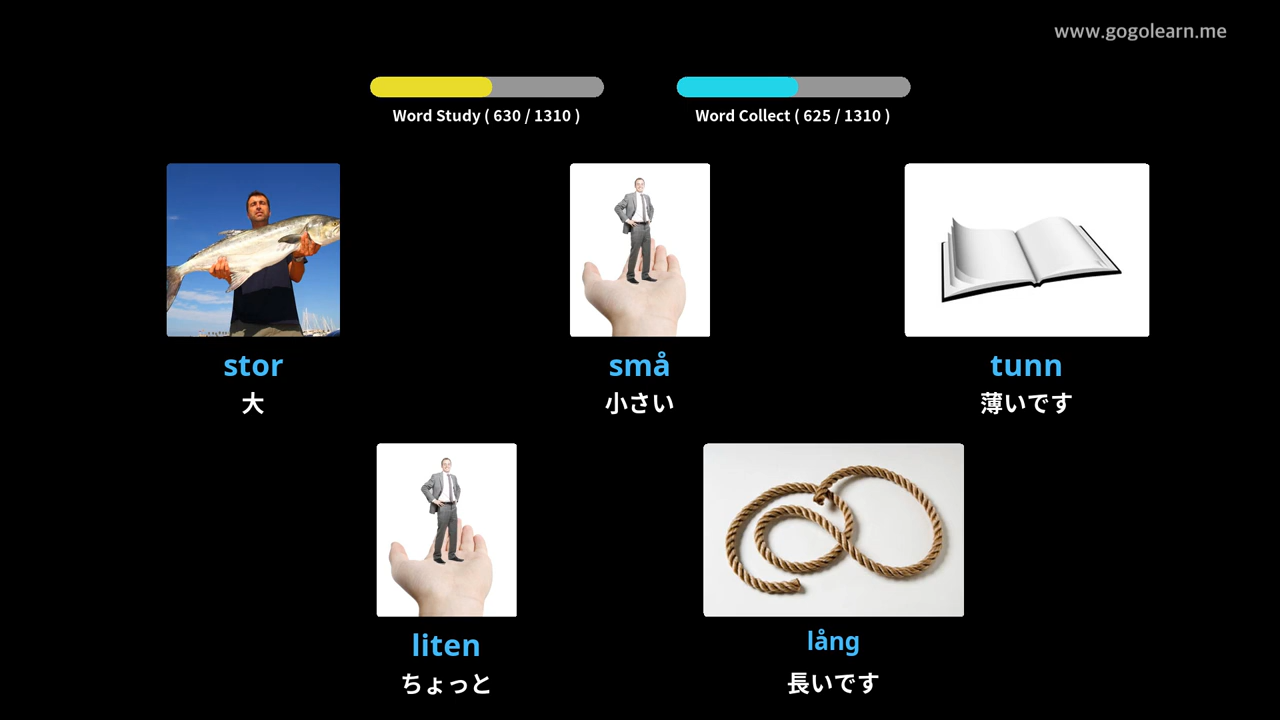 www.gogolearn.me
Word Study ( 630 / 1310 )
Word Collect ( 625 / 1310 )
stor
små
tunn
大
小さい
薄いです
liten
lång
ちょっと
長いです